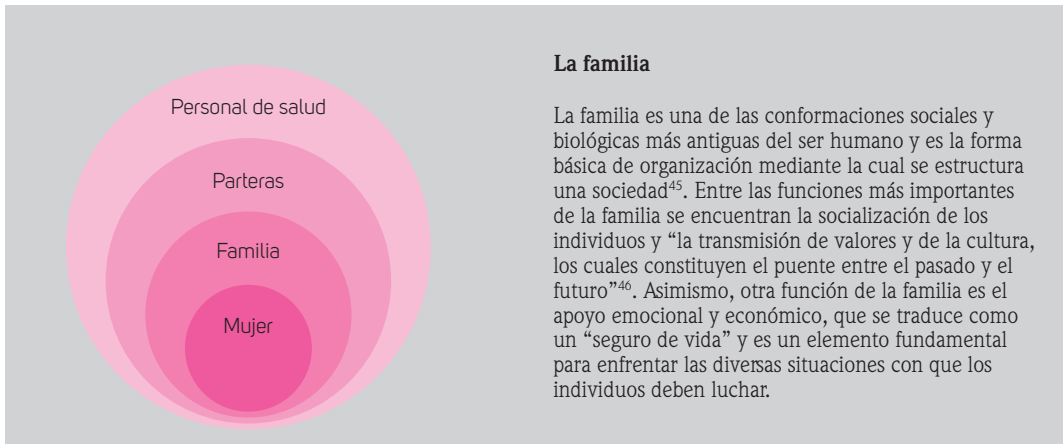 Personal de salud
Parteras
Familia
Mujer
La familia
La familia es una de las conformaciones sociales y
biológicas más antiguas del ser humano y es la forma
básica de organización mediante la cual se estructura
una sociedad⁴⁵. Entre las funciones más importantes
de la familia se encuentran la socialización de los
individuos y “la transmisión de valores y de la cultura,
los cuales constituyen el puente entre el pasado y el
futuro”⁴⁶. Asimismo, otra función de la familia es el
apoyo emocional y económico, que se traduce como
un “seguro de vida” y es un elemento fundamental
para enfrentar las diversas situaciones con que los
individuos deben luchar.